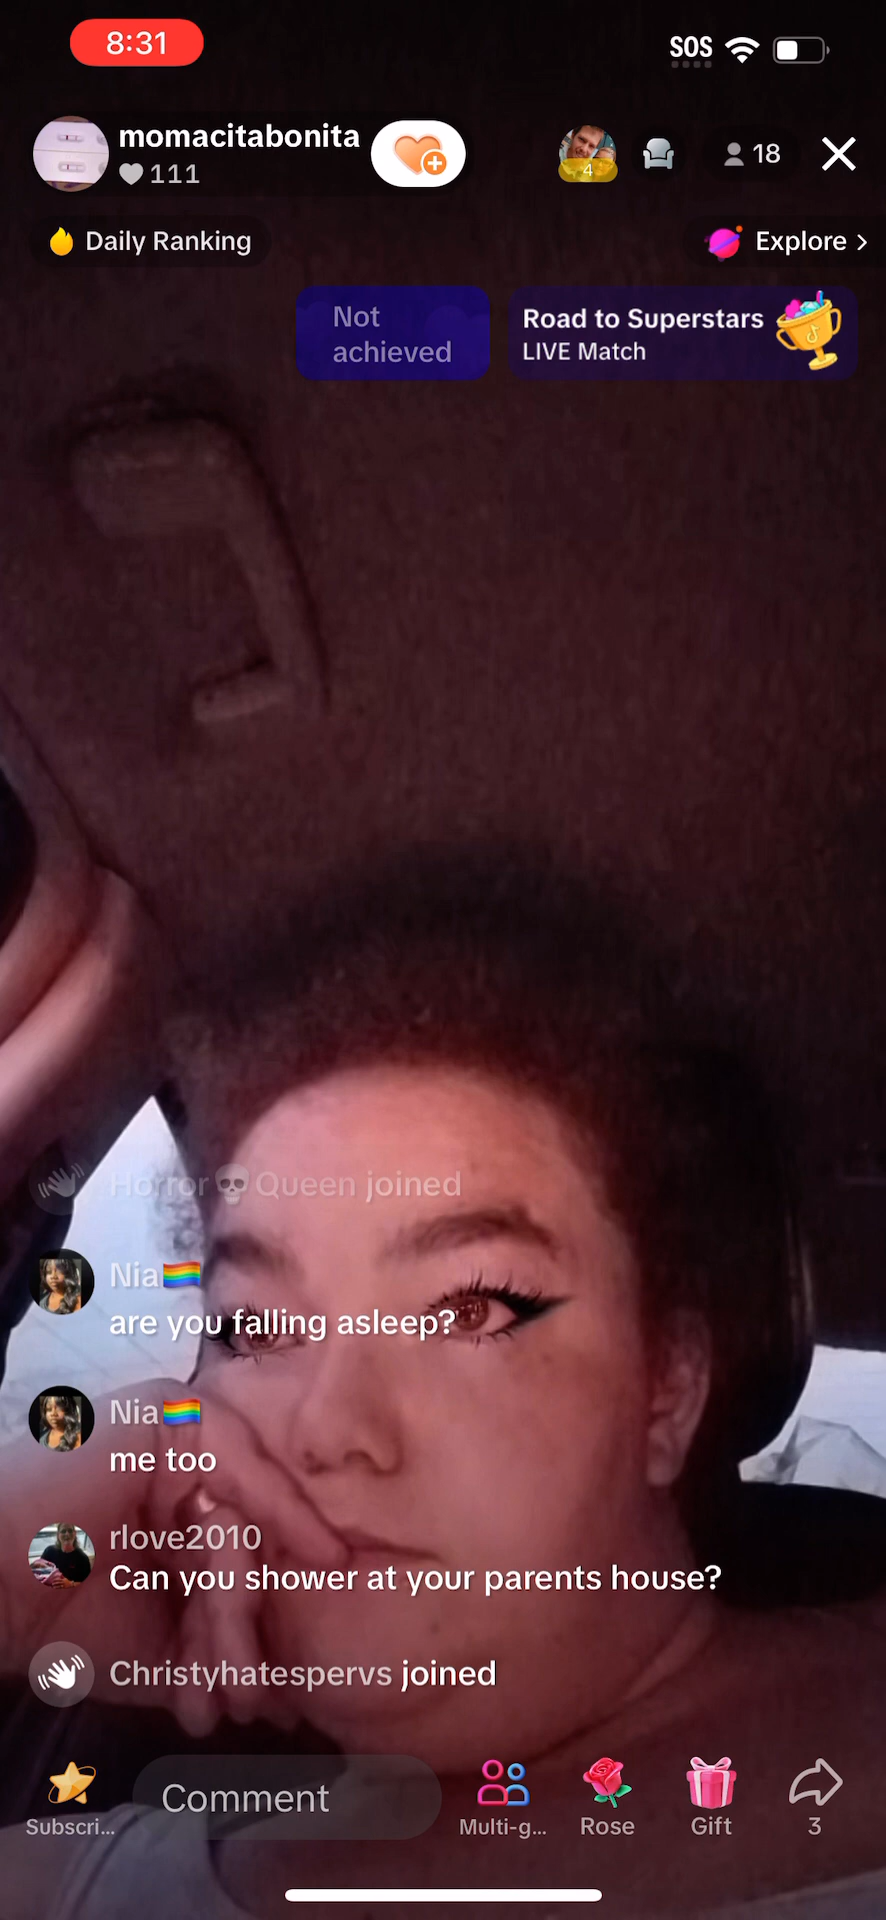 8:31
SOS
momacitabonita
111
4
18
Daily Ranking
Explore >
Not
achieved
Road to Superstars
LIVE Match
Horror💀Queen joined
Nia🏳️‍🌈
are you falling asleep?
Nia🏳️‍🌈
me too
rlove2010
Can you shower at your parents house?
Christyhatespervs joined
Subscri...
Comment
Multi-g...
Rose
Gift
3